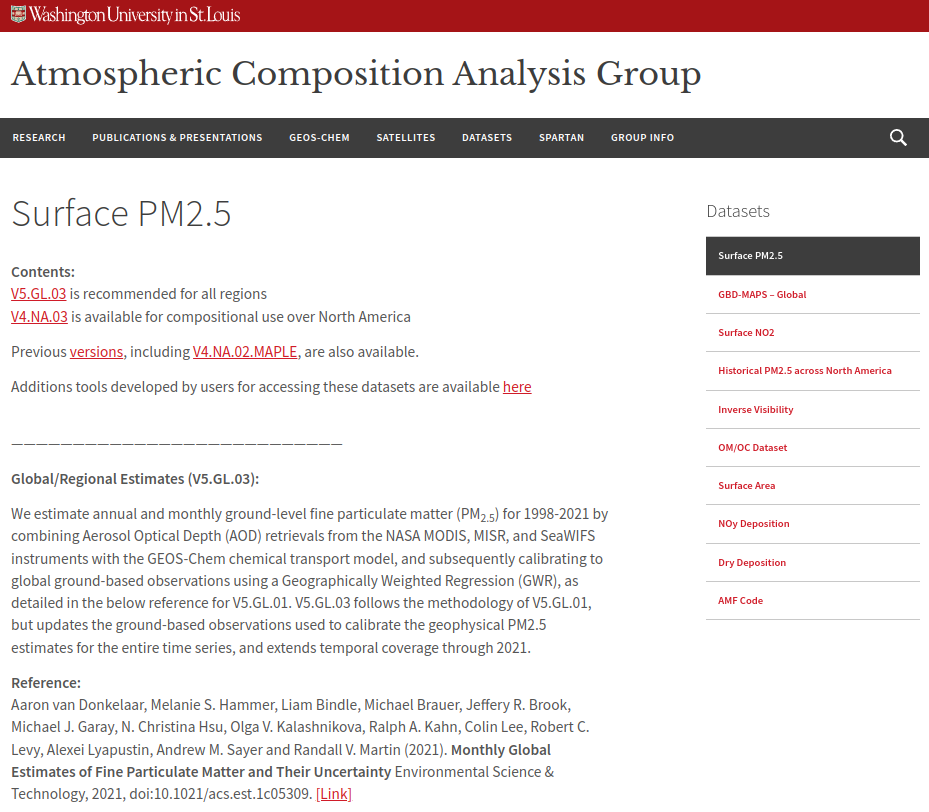 Washington University in St. Louis
Atmospheric Composition Analysis Group
RESEARCH PUBLICATIONS & PRESENTATIONS GEOS-CHEM SATELLITES DATASETS SPARTAN GROUP INFO
Surface PM2.5
Contents:
V5.GL.03 is recommended for all regions
V4.NA.03 is available for compositional use over North America
Previous versions, including V4.NA.02.MAPLE, are also available.
Additions tools developed by users for accessing these datasets are available here
———————————————————————————
Global/Regional Estimates (V5.GL.03):
We estimate annual and monthly ground-level fine particulate matter (PM2.5) for 1998-2021 by
combining Aerosol Optical Depth (AOD) retrievals from the NASA MODIS, MISR, and SeaWIFS
instruments with the GEOS-Chem chemical transport model, and subsequently calibrating to
global ground-based observations using a Geographically Weighted Regression (GWR), as
detailed in the below reference for V5.GL.01. V5.GL.03 follows the methodology of V5.GL.01,
but updates the ground-based observations used to calibrate the geophysical PM2.5
estimates for the entire time series, and extends temporal coverage through 2021.
Reference:
Aaron van Donkelaar, Melanie S. Hammer, Liam Bindle, Michael Brauer, Jeffery R. Brook,
Michael J. Garay, N. Christina Hsu, Olga V. Kalashnikova, Ralph A. Kahn, Colin Lee, Robert C.
Levy, Alexei Lyapustin, Andrew M. Sayer and Randall V. Martin (2021). Monthly Global
Estimates of Fine Particulate Matter and Their Uncertainty Environmental Science &
Technology, 2021, doi:10.1021/acs.est.1c05309. [Link]
Datasets
Surface PM2.5
GBD-MAPS – Global
Surface NO2
Historical PM2.5 across North America
Inverse Visibility
OM/OC Dataset
Surface Area
NOy Deposition
Dry Deposition
AMF Code